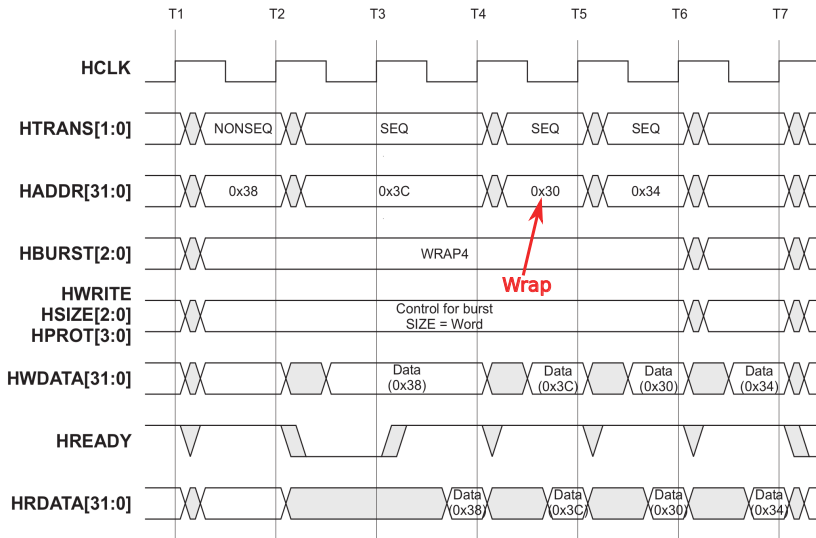 T1 T2 T3 T4 T5 T6 T7
HCLK
HTRANS[1:0] NONSEQ SEQ SEQ SEQ
HADDR[31:0] 0x38 0x3C 0x30 0x34
HBURST[2:0] WRAP4
Wrap
HWRITE
HSIZE[2:0]
HPROT[3:0]
Control for burst
SIZE = Word
HWDATA[31:0]
Data
(0x38)
Data
(0x3C)
Data
(0x30)
Data
(0x34)
HREADY
HRDATA[31:0]
Data
(0x38)
Data
(0x3C)
Data
(0x30)
Data
(0x34)